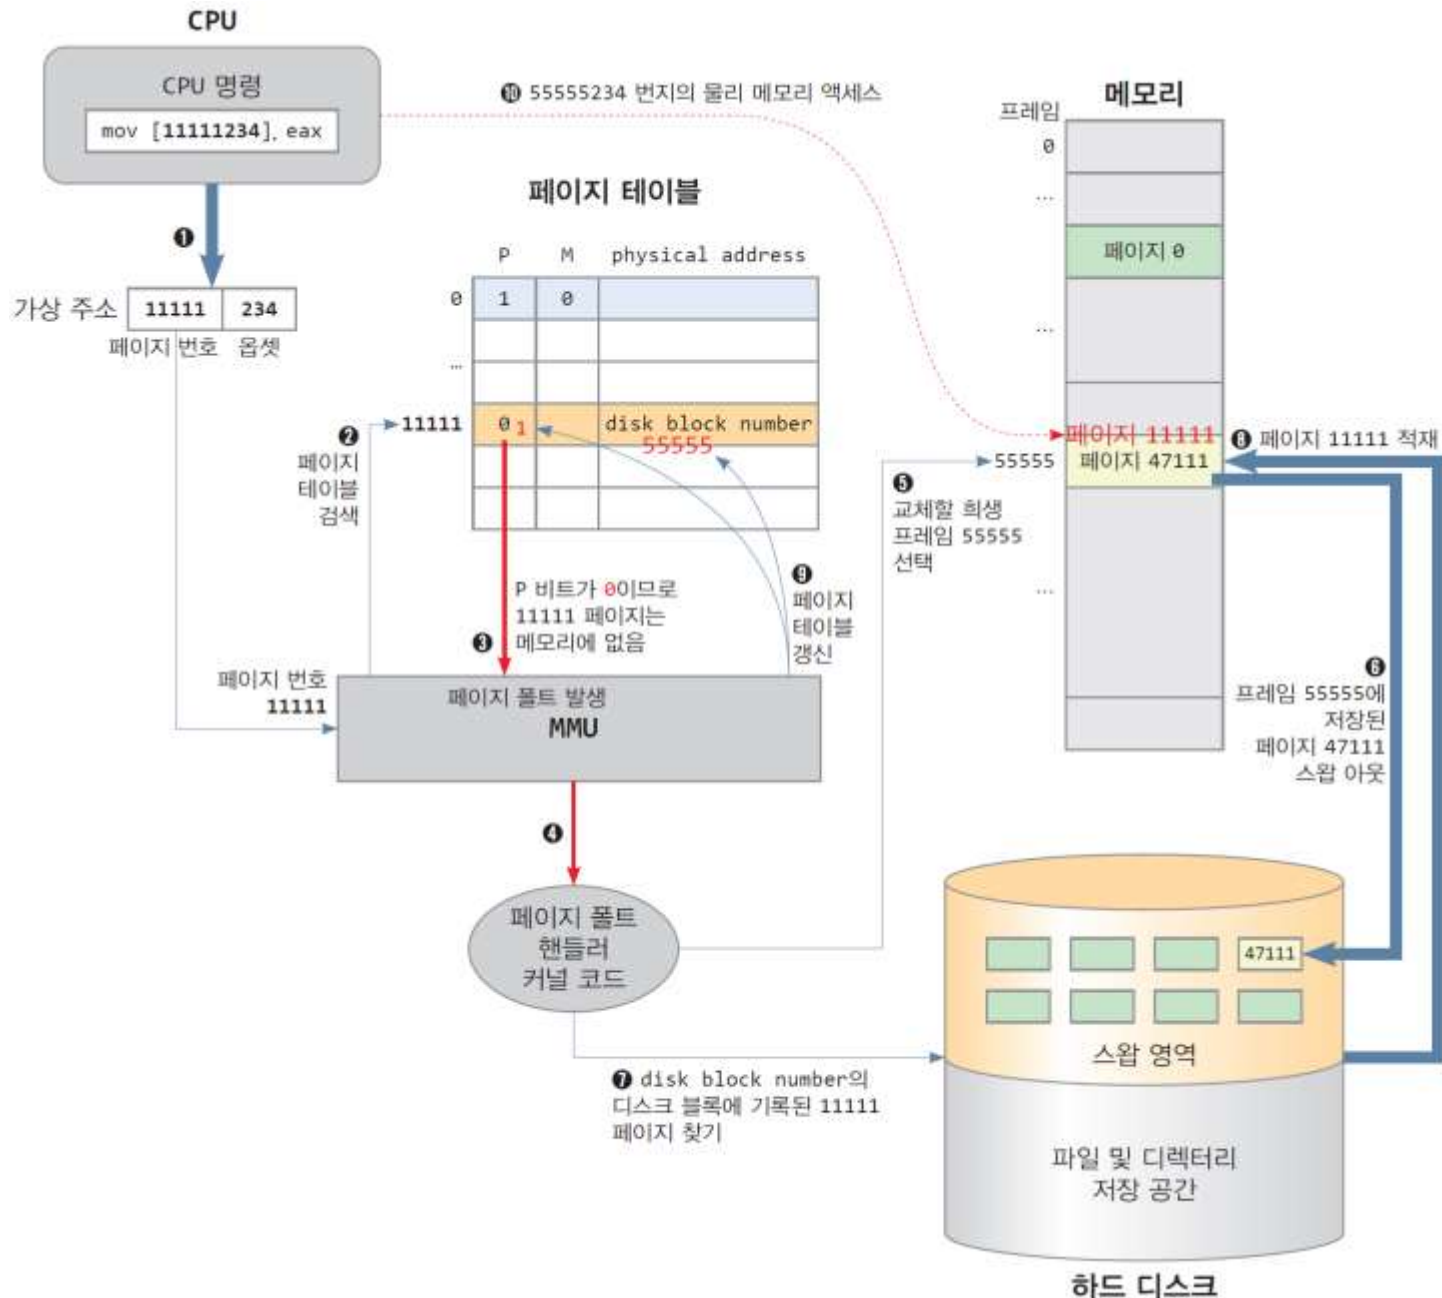 CPU
CPU 명령
mov [11111234], eax
❶
가상 주소
11111
234
페이지 번호
옵셋
❿ 55555234 번지의 물리 메모리 액세스
페이지 테이블
P
M
physical address
0
1
0
...
11111
0
1
disk block number
55555
❷
페이지
테이블
검색
❸
P 비트가 0이므로
11111 페이지는
메모리에 없음
❾
페이지
테이블
갱신
페이지 번호
11111
페이지 폴트 발생
MMU
❹
페이지 폴트
핸들러
커널 코드
❺
교체할 희생
프레임 55555
선택
메모리
프레임
0
...
페이지 0
...
페이지 11111
55555
페이지 47111
...
❽ 페이지 11111 적재
❻
프레임 55555에
저장된
페이지 47111
스왑 아웃
❼ disk block number의
디스크 블록에 기록된 11111
페이지 찾기
47111
스왑 영역
파일 및 디렉터리
저장 공간
하드 디스크